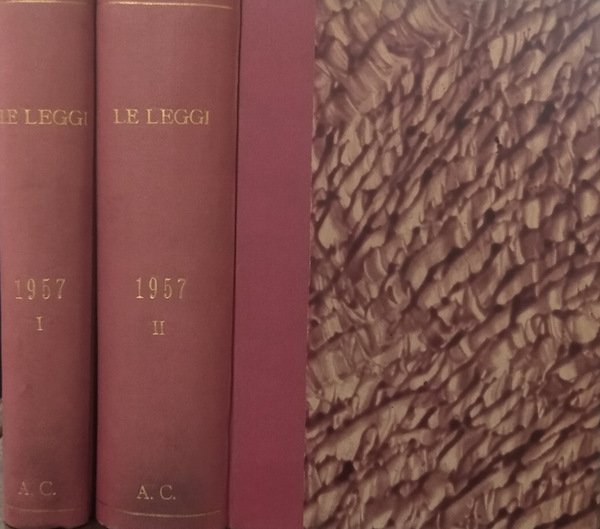 LE LEGGI
1957
I
A. C.
LE LEGGI
1957
II
A. C.